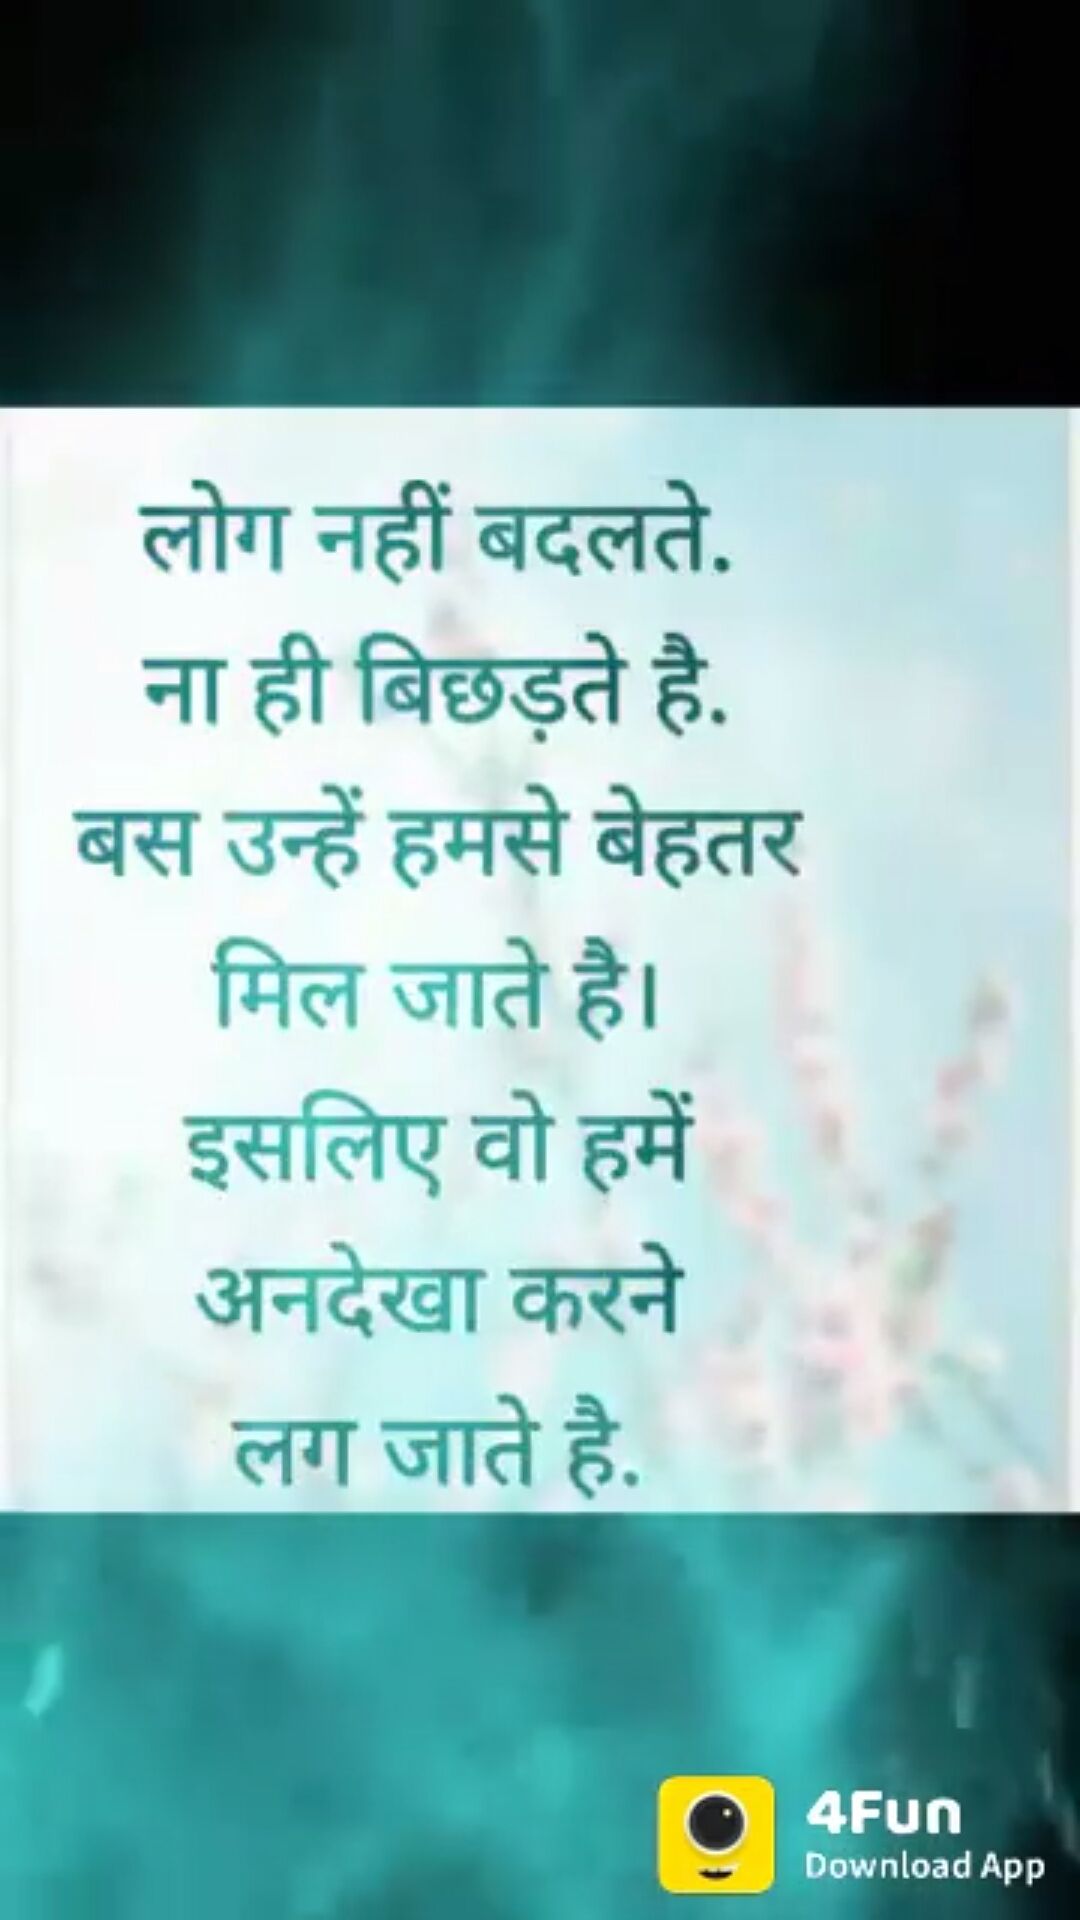 लोग नहीं बदलते.
ना ही बिछड़ते है.
बस उन्हें हमसे बेहतर
मिल जाते है।
इसलिए वो हमें
अनदेखा करने
लग जाते है.
4Fun
Download App